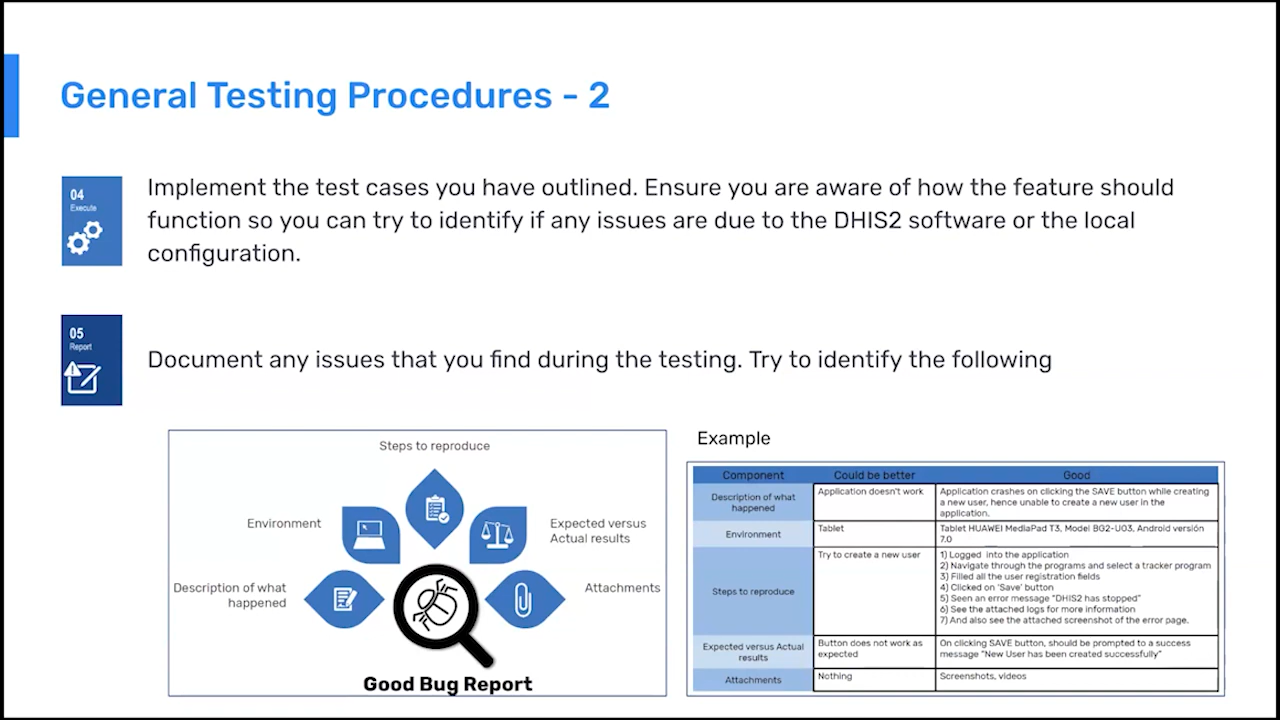 General Testing Procedures - 2
04
Execute
Implement the test cases you have outlined. Ensure you are aware of how the feature should
function so you can try to identify if any issues are due to the DHIS2 software or the local
configuration.
05
Report
Document any issues that you find during the testing. Try to identify the following
Steps to reproduce
Environment
Expected versus
Actual results
Description of what
happened
Attachments
Good Bug Report
Example
Component Could be better Good
Description of what
happened
Application doesn't work
Application crashes on clicking the SAVE button while creating
a new user, hence unable to create a new user in the
application.
Environment
Tablet
Tablet HUAWEI MediaPad T3, Model BG2-U03, Android versión
7.0
Steps to reproduce
Try to create a new user
1) Logged into the application
2) Navigate through the programs and select a tracker program
3) Filled all the user registration fields
4) Clicked on 'Save' button
5) Seen an error message "DHIS2 has stopped"
6) See the attached logs for more information
7) And also see the attached screenshot of the error page.
Expected versus Actual
results
Button does not work as
expected
On clicking SAVE button, should be prompted to a success
message "New User has been created successfully"
Attachments
Nothing
Screenshots, videos